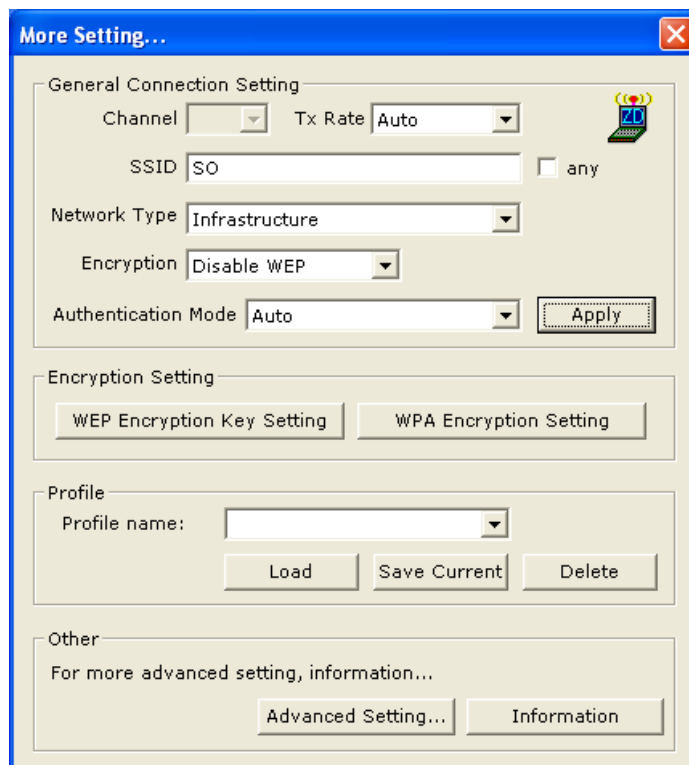 More Setting...
General Connection Setting
Channel Tx Rate Auto
ZD
SSID SO any
Network Type Infrastructure
Encryption Disable WEP
Authentication Mode Auto Apply
Encryption Setting
WEP Encryption Key Setting WPA Encryption Setting
Profile
Profile name:
Load Save Current Delete
Other
For more advanced setting, information...
Advanced Setting... Information